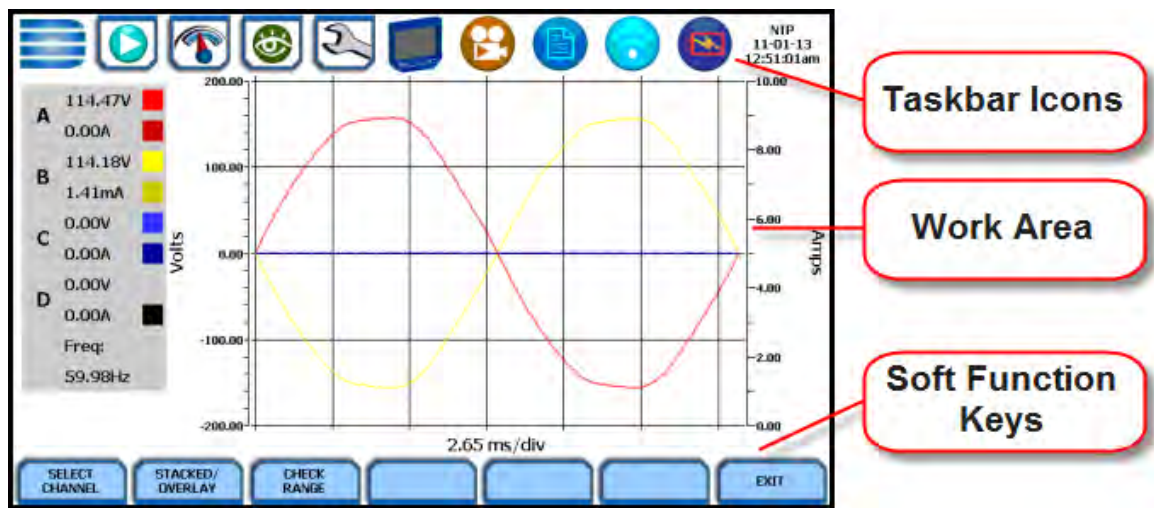 NTP
11-01-13
12:51:01am
Taskbar Icons
200.00
10.00
A
114.47V
0.00A
B
114.18V
1.41mA
C
0.00V
0.00A
D
0.00V
0.00A
Freq:
59.98Hz
Volts
100.00
0.00
-100.00
-200.00
8.00
6.00
4.00
2.00
0.00
Amps
Work Area
2.65 ms/div
Soft Function
Keys
SELECT
CHANNEL
STACKED/
OVERLAY
CHECK
RANGE
EXIT